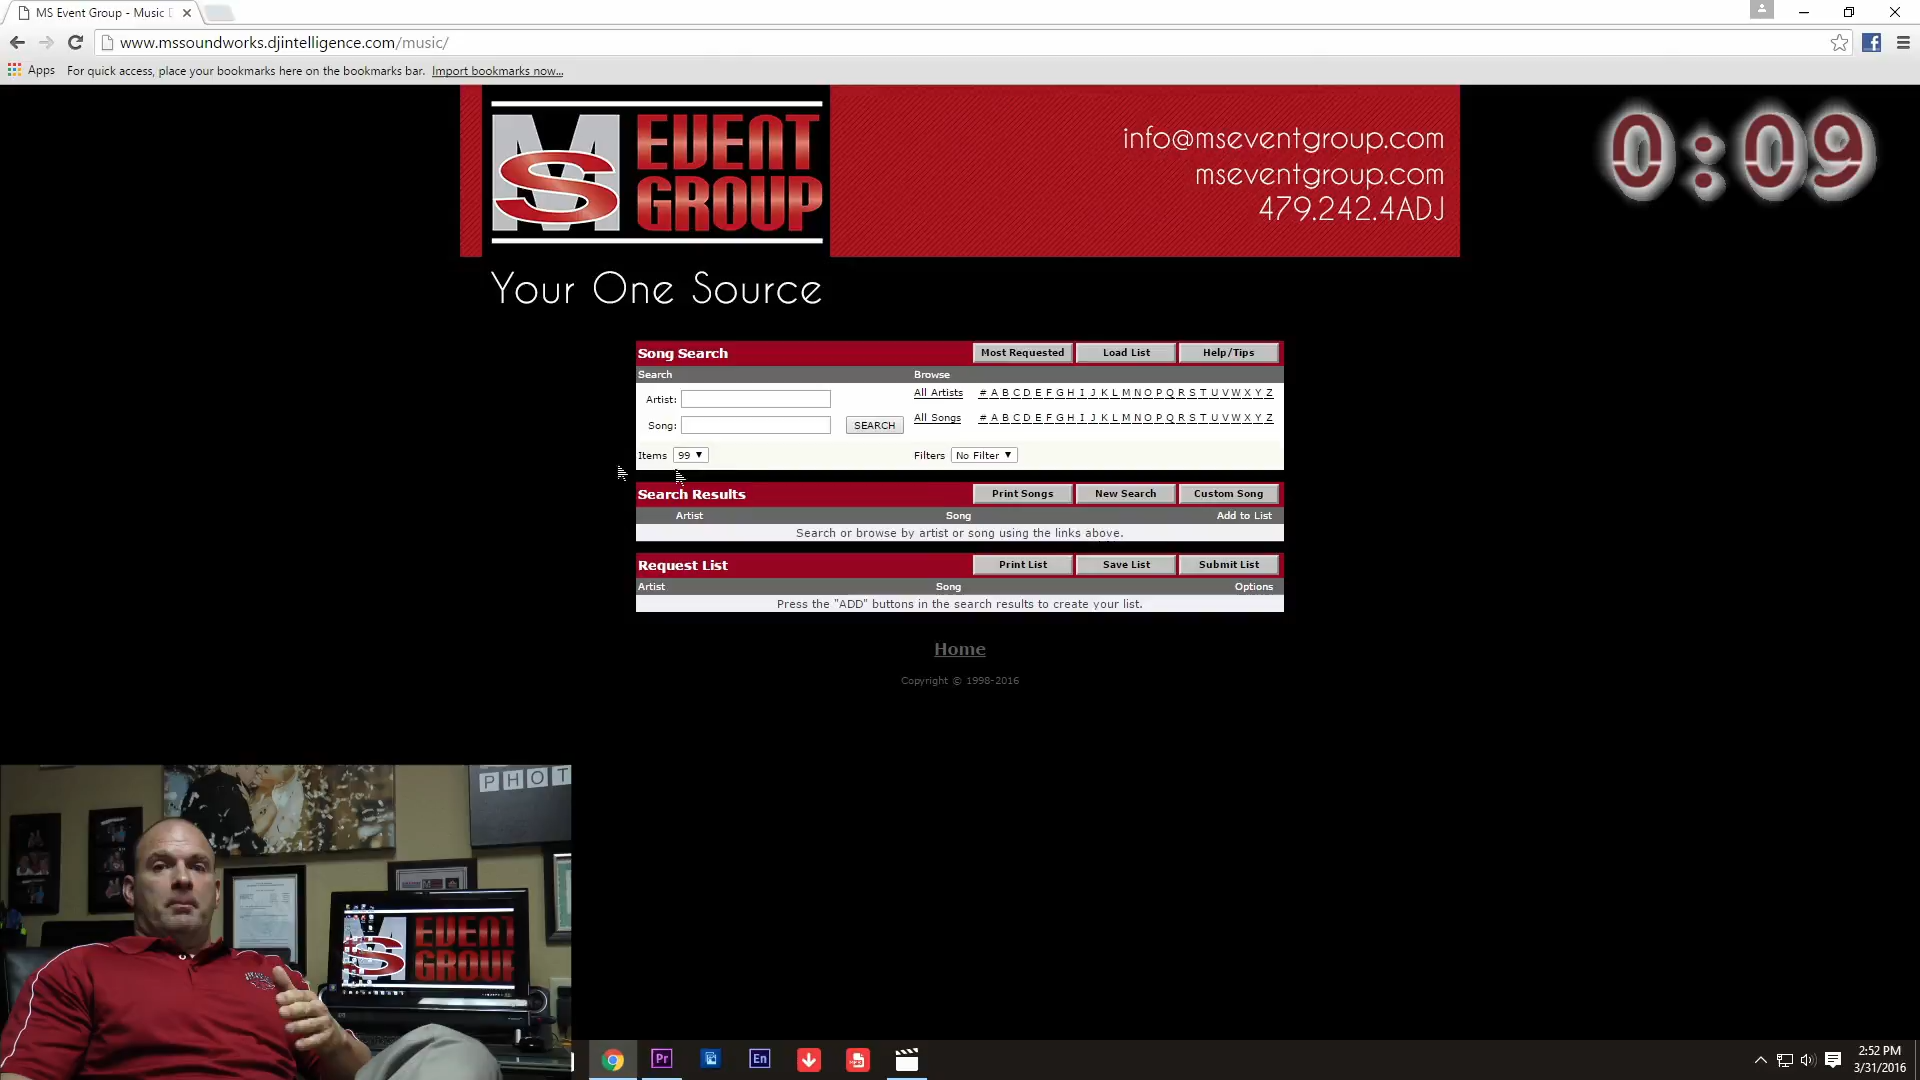 MS Event Group - Music
www.mssoundworks.djintelligence.com/music/
Apps For quick access, place your bookmarks here on the bookmarks bar. Import bookmarks now...
MS EVENT GROUP
info@mseventgroup.com
mseventgroup.com
479.242.4ADJ
0:09
Your One Source
Song Search Most Requested Load List Help/Tips
Search Browse
Artist: All Artists # A B C D E F G H I J K L M N O P Q R S T U V W X Y Z
Song: SEARCH All Songs # A B C D E F G H I J K L M N O P Q R S T U V W X Y Z
Items 99 Filters No Filter
Search Results Print Songs New Search Custom Song
Artist Song Add to List
Search or browse by artist or song using the links above.
Request List Print List Save List Submit List
Artist Song Options
Press the "ADD" buttons in the search results to create your list.
Home
Copyright © 1998-2016
PHOT
MS EVENT GROUP
Pr En
2:52 PM
3/31/2016